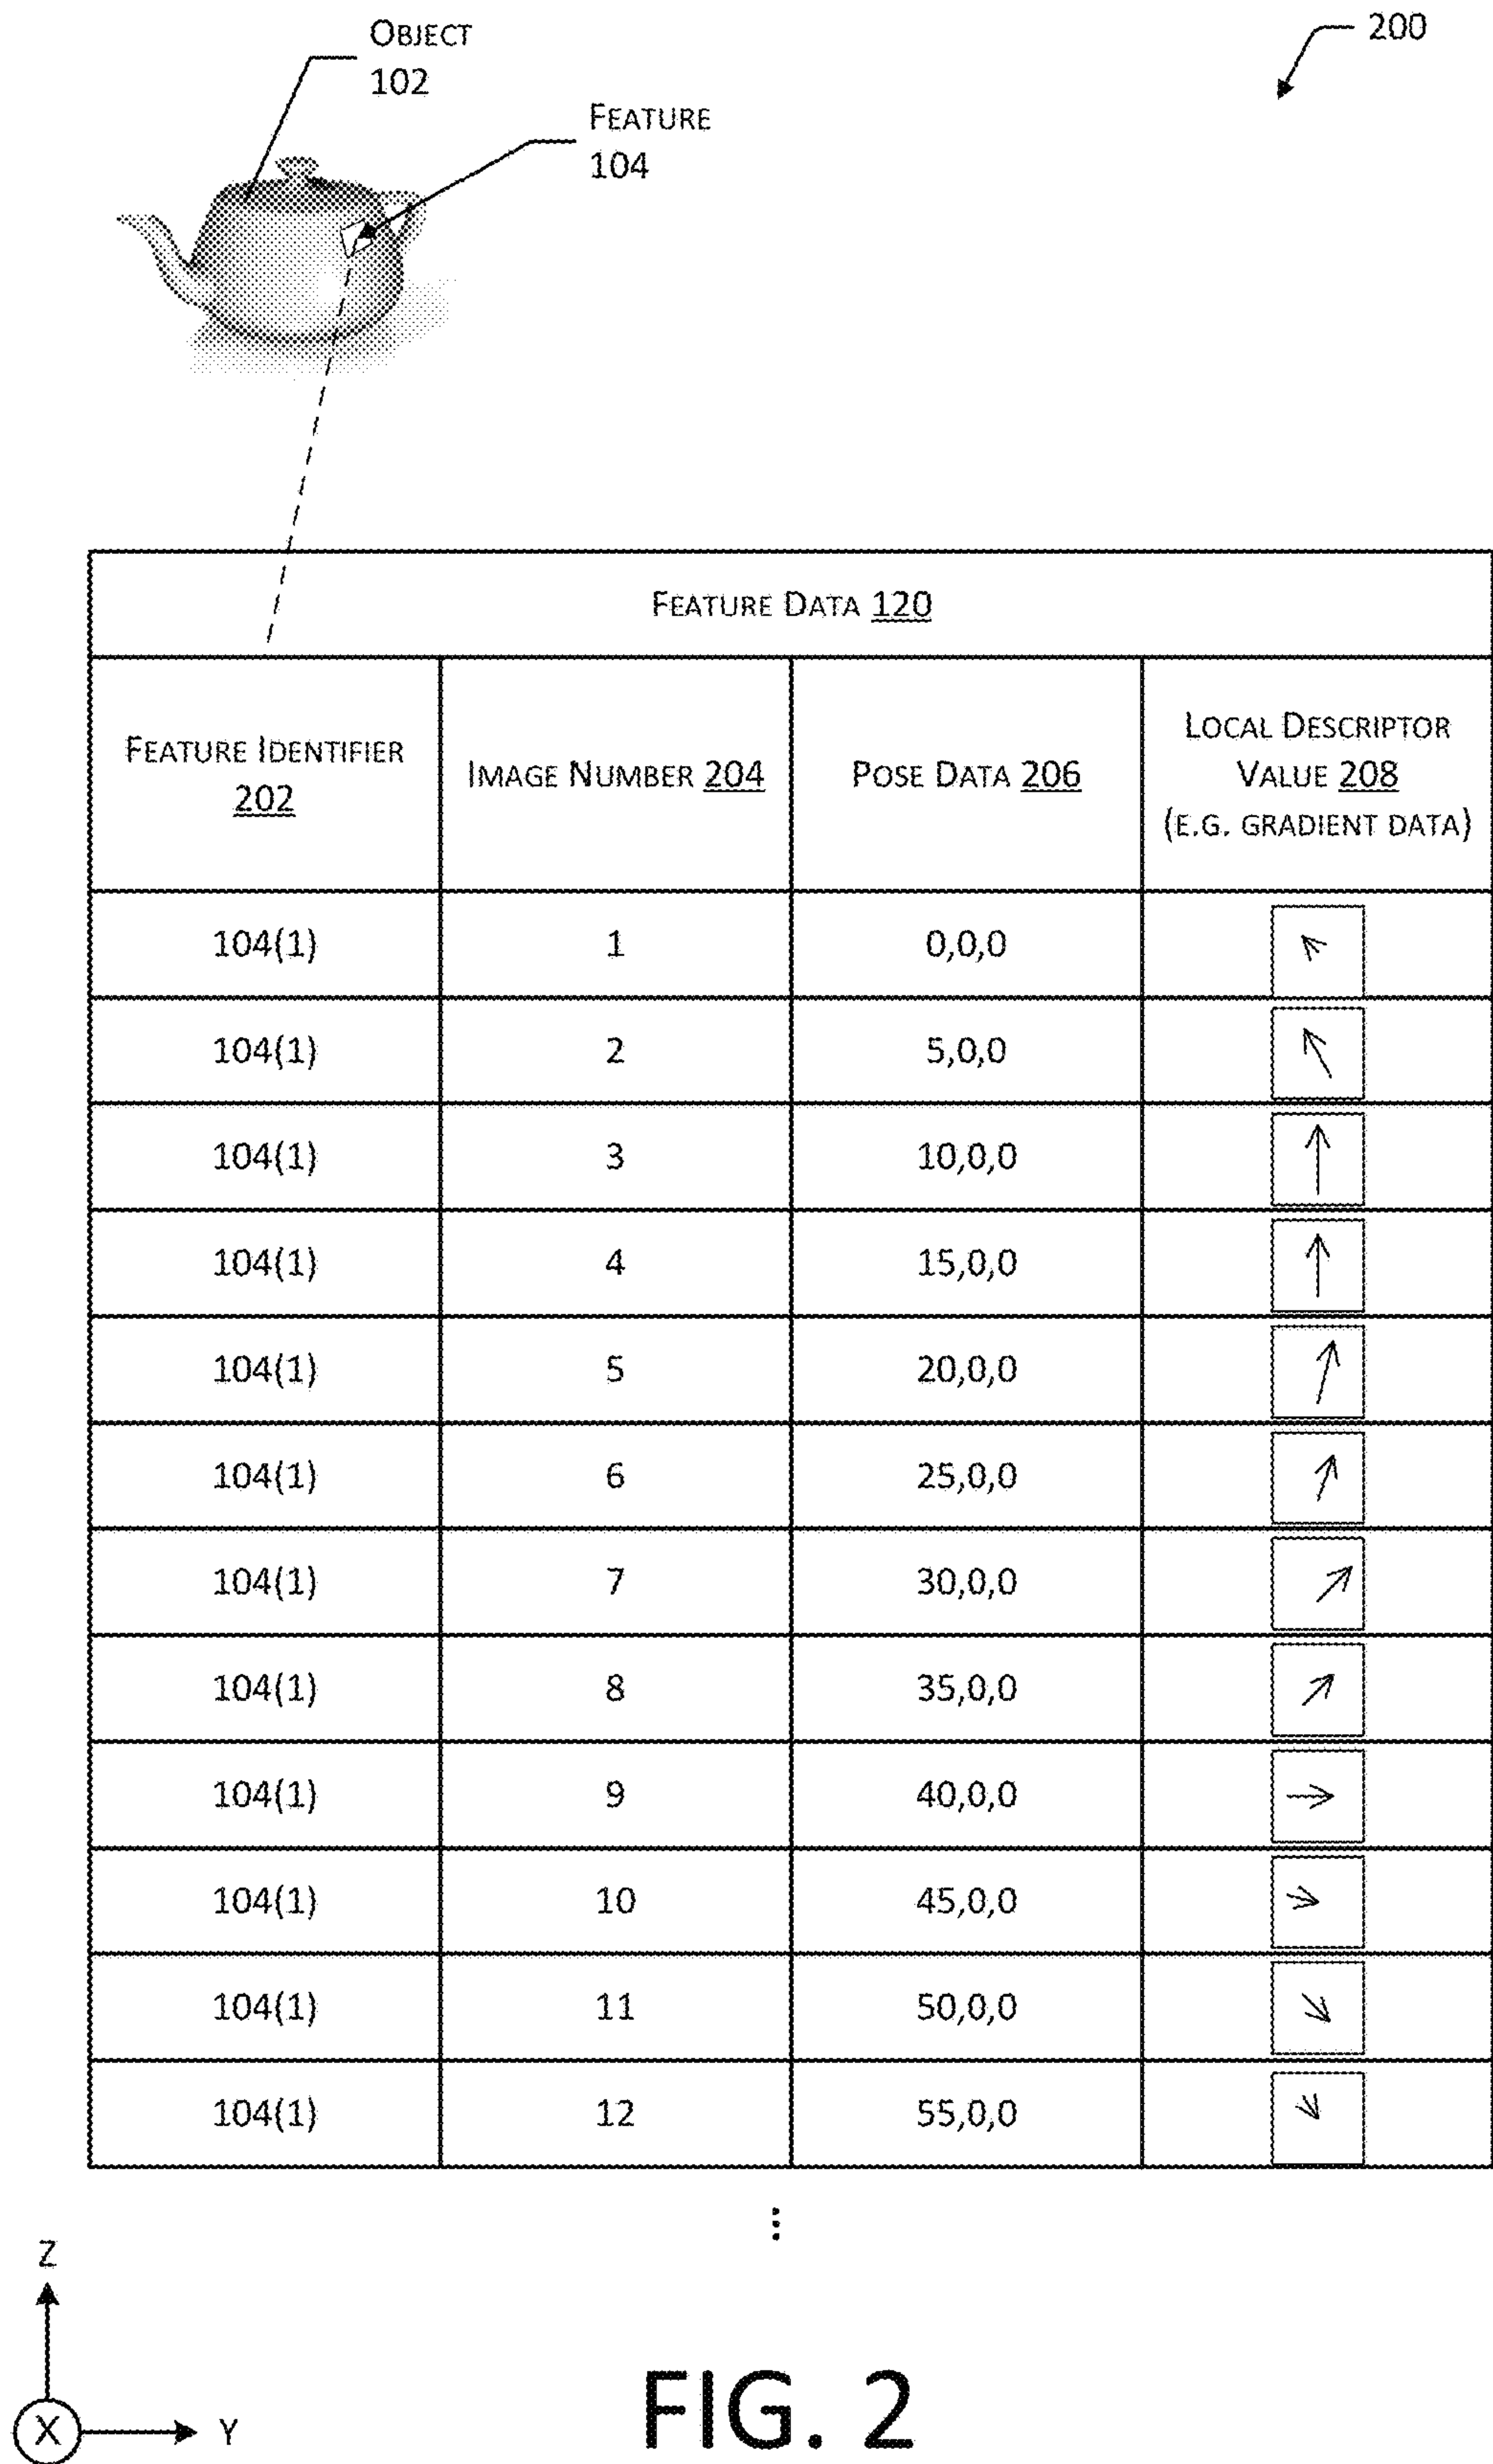 OBJECT
102
200
FEATURE
104
FEATURE DATA 120
FEATURE IDENTIFIER
202
IMAGE NUMBER 204
POSE DATA 206
LOCAL DESCRIPTOR
VALUE 208
(E.G. GRADIENT DATA)
104(1) 1 0,0,0
104(1) 2 5,0,0
104(1) 3 10,0,0
104(1) 4 15,0,0
104(1) 5 20,0,0
104(1) 6 25,0,0
104(1) 7 30,0,0
104(1) 8 35,0,0
104(1) 9 40,0,0
104(1) 10 45,0,0
104(1) 11 50,0,0
104(1) 12 55,0,0
⋮
Z
X Y
FIG. 2